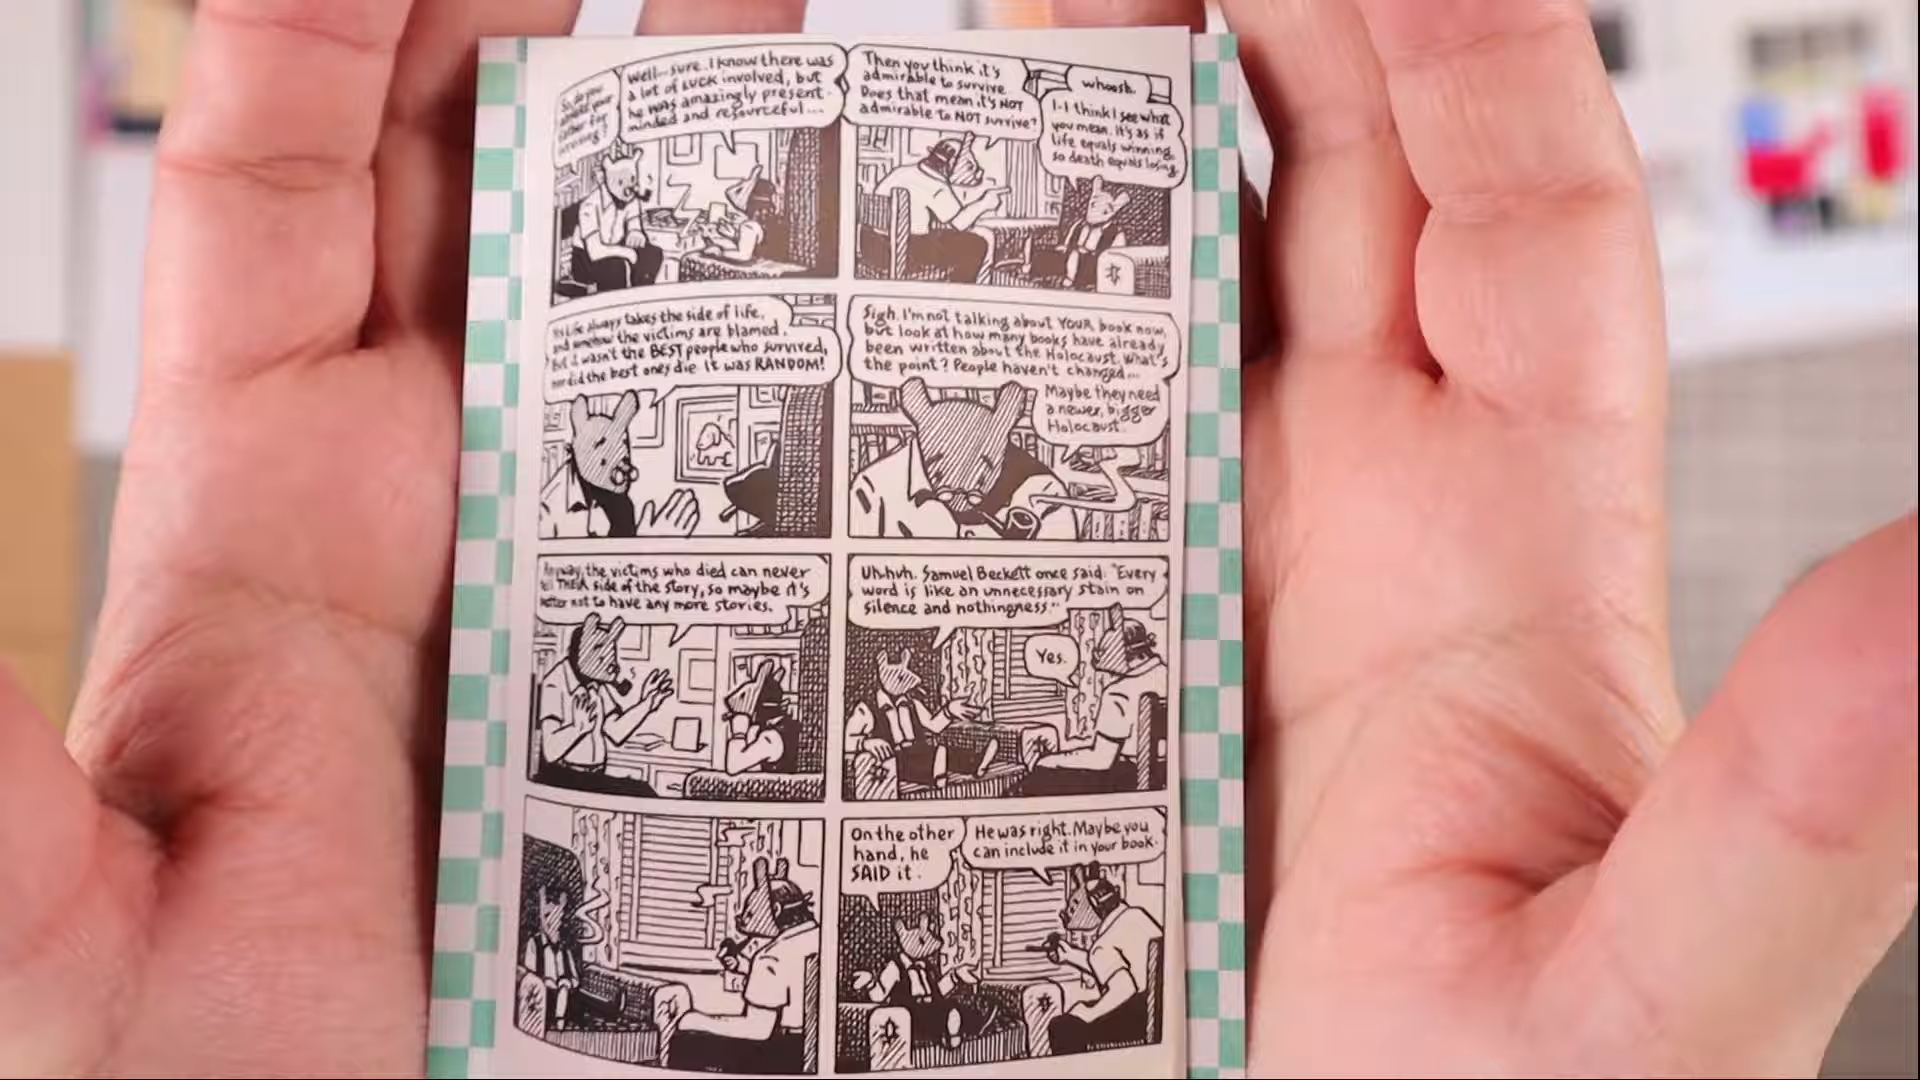 So, do you
admire your
father for
surviving?
Well...sure. I know there was
a lot of LUCK involved, but
he was amazingly present-
minded and resourceful...
Then you think it's
admirable to survive.
Does that mean it's NOT
admirable to NOT survive?
whoosh.
I-I think I see what
you mean. It's as if
life equals winning,
so death equals losing.
Yes. Life always takes the side of life,
and somehow the victims are blamed.
But it wasn't the BEST people who survived,
nor did the best ones die. It was RANDOM!
Sigh. I'm not talking about YOUR book now,
but look at how many books have already
been written about the Holocaust. What's
the point? People haven't changed...
Maybe they need
a newer, bigger
Holocaust.
Anyway, the victims who died can never
tell THEIR side of the story, so maybe it's
better not to have any more stories.
Uh-huh. Samuel Beckett once said: "Every
word is like an unnecessary stain on
silence and nothingness."
Yes.
On the other
hand, he
SAID it.
He was right. Maybe you
can include it in your book.